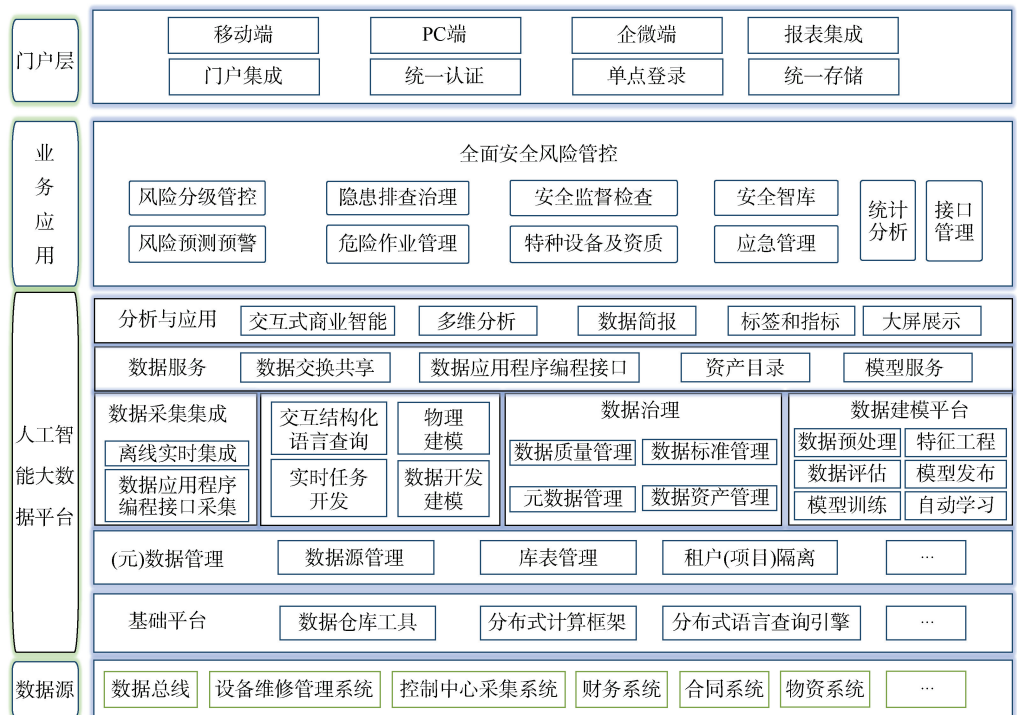 门户层
移动端
PC端
企微端
报表集成
门户集成
统一认证
单点登录
统一存储
业
务
应
用
全面安全风险管控
风险分级管控
隐患排查治理
安全监督检查
安全智库
风险预测预警
危险作业管理
特种设备及资质
应急管理
统计
分析
接口
管理
人工智
能大数
据平台
分析与应用
交互式商业智能
多维分析
数据简报
标签和指标
大屏展示
数据服务
数据交换共享
数据应用程序编程接口
资产目录
模型服务
数据采集集成
离线实时集成
数据应用程序
编程接口采集
交互结构化
语言查询
物理
建模
实时任务
开发
数据开发
建模
数据治理
数据质量管理
数据标准管理
元数据管理
数据资产管理
数据建模平台
数据预处理
特征工程
数据评估
模型发布
模型训练
自动学习
(元)数据管理
数据源管理
库表管理
租户(项目)隔离
···
基础平台
数据仓库工具
分布式计算框架
分布式语言查询引擎
···
数据源
数据总线
设备维修管理系统
控制中心采集系统
财务系统
合同系统
物资系统
···